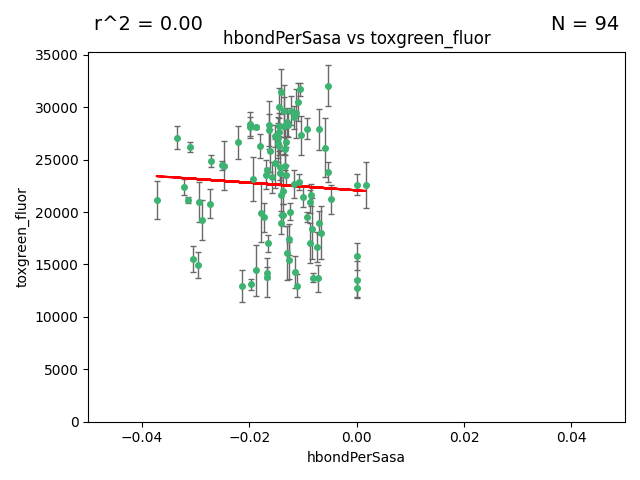 r^2 = 0.00
N = 94
hbondPerSasa vs toxgreen_fluor
35000
30000
25000
20000
15000
10000
5000
0
toxgreen_fluor
−0.04
−0.02
0.00
0.02
0.04
hbondPerSasa